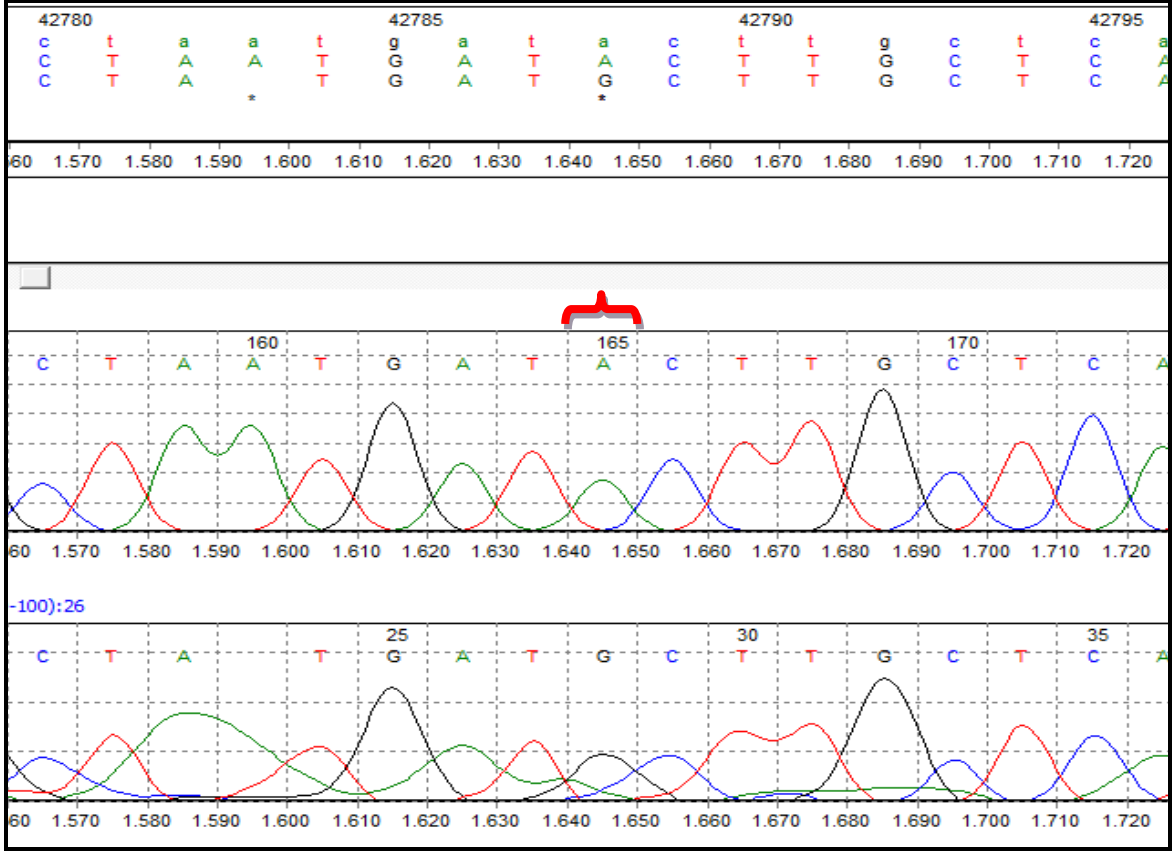 42780 42785 42790 42795
c t a a t g a t a c t t g c t c a
C T A A T G A T A C T T G C T C A
C T A T G A T G C T T G C T C A
* *
60 1.570 1.580 1.590 1.600 1.610 1.620 1.630 1.640 1.650 1.660 1.670 1.680 1.690 1.700 1.710 1.720
160 165 170
C T A A T G A T A C T T G C T C A
60 1.570 1.580 1.590 1.600 1.610 1.620 1.630 1.640 1.650 1.660 1.670 1.680 1.690 1.700 1.710 1.720
-100):26
25 30 35
C T A T G A T G C T T G C T C A
60 1.570 1.580 1.590 1.600 1.610 1.620 1.630 1.640 1.650 1.660 1.670 1.680 1.690 1.700 1.710 1.720